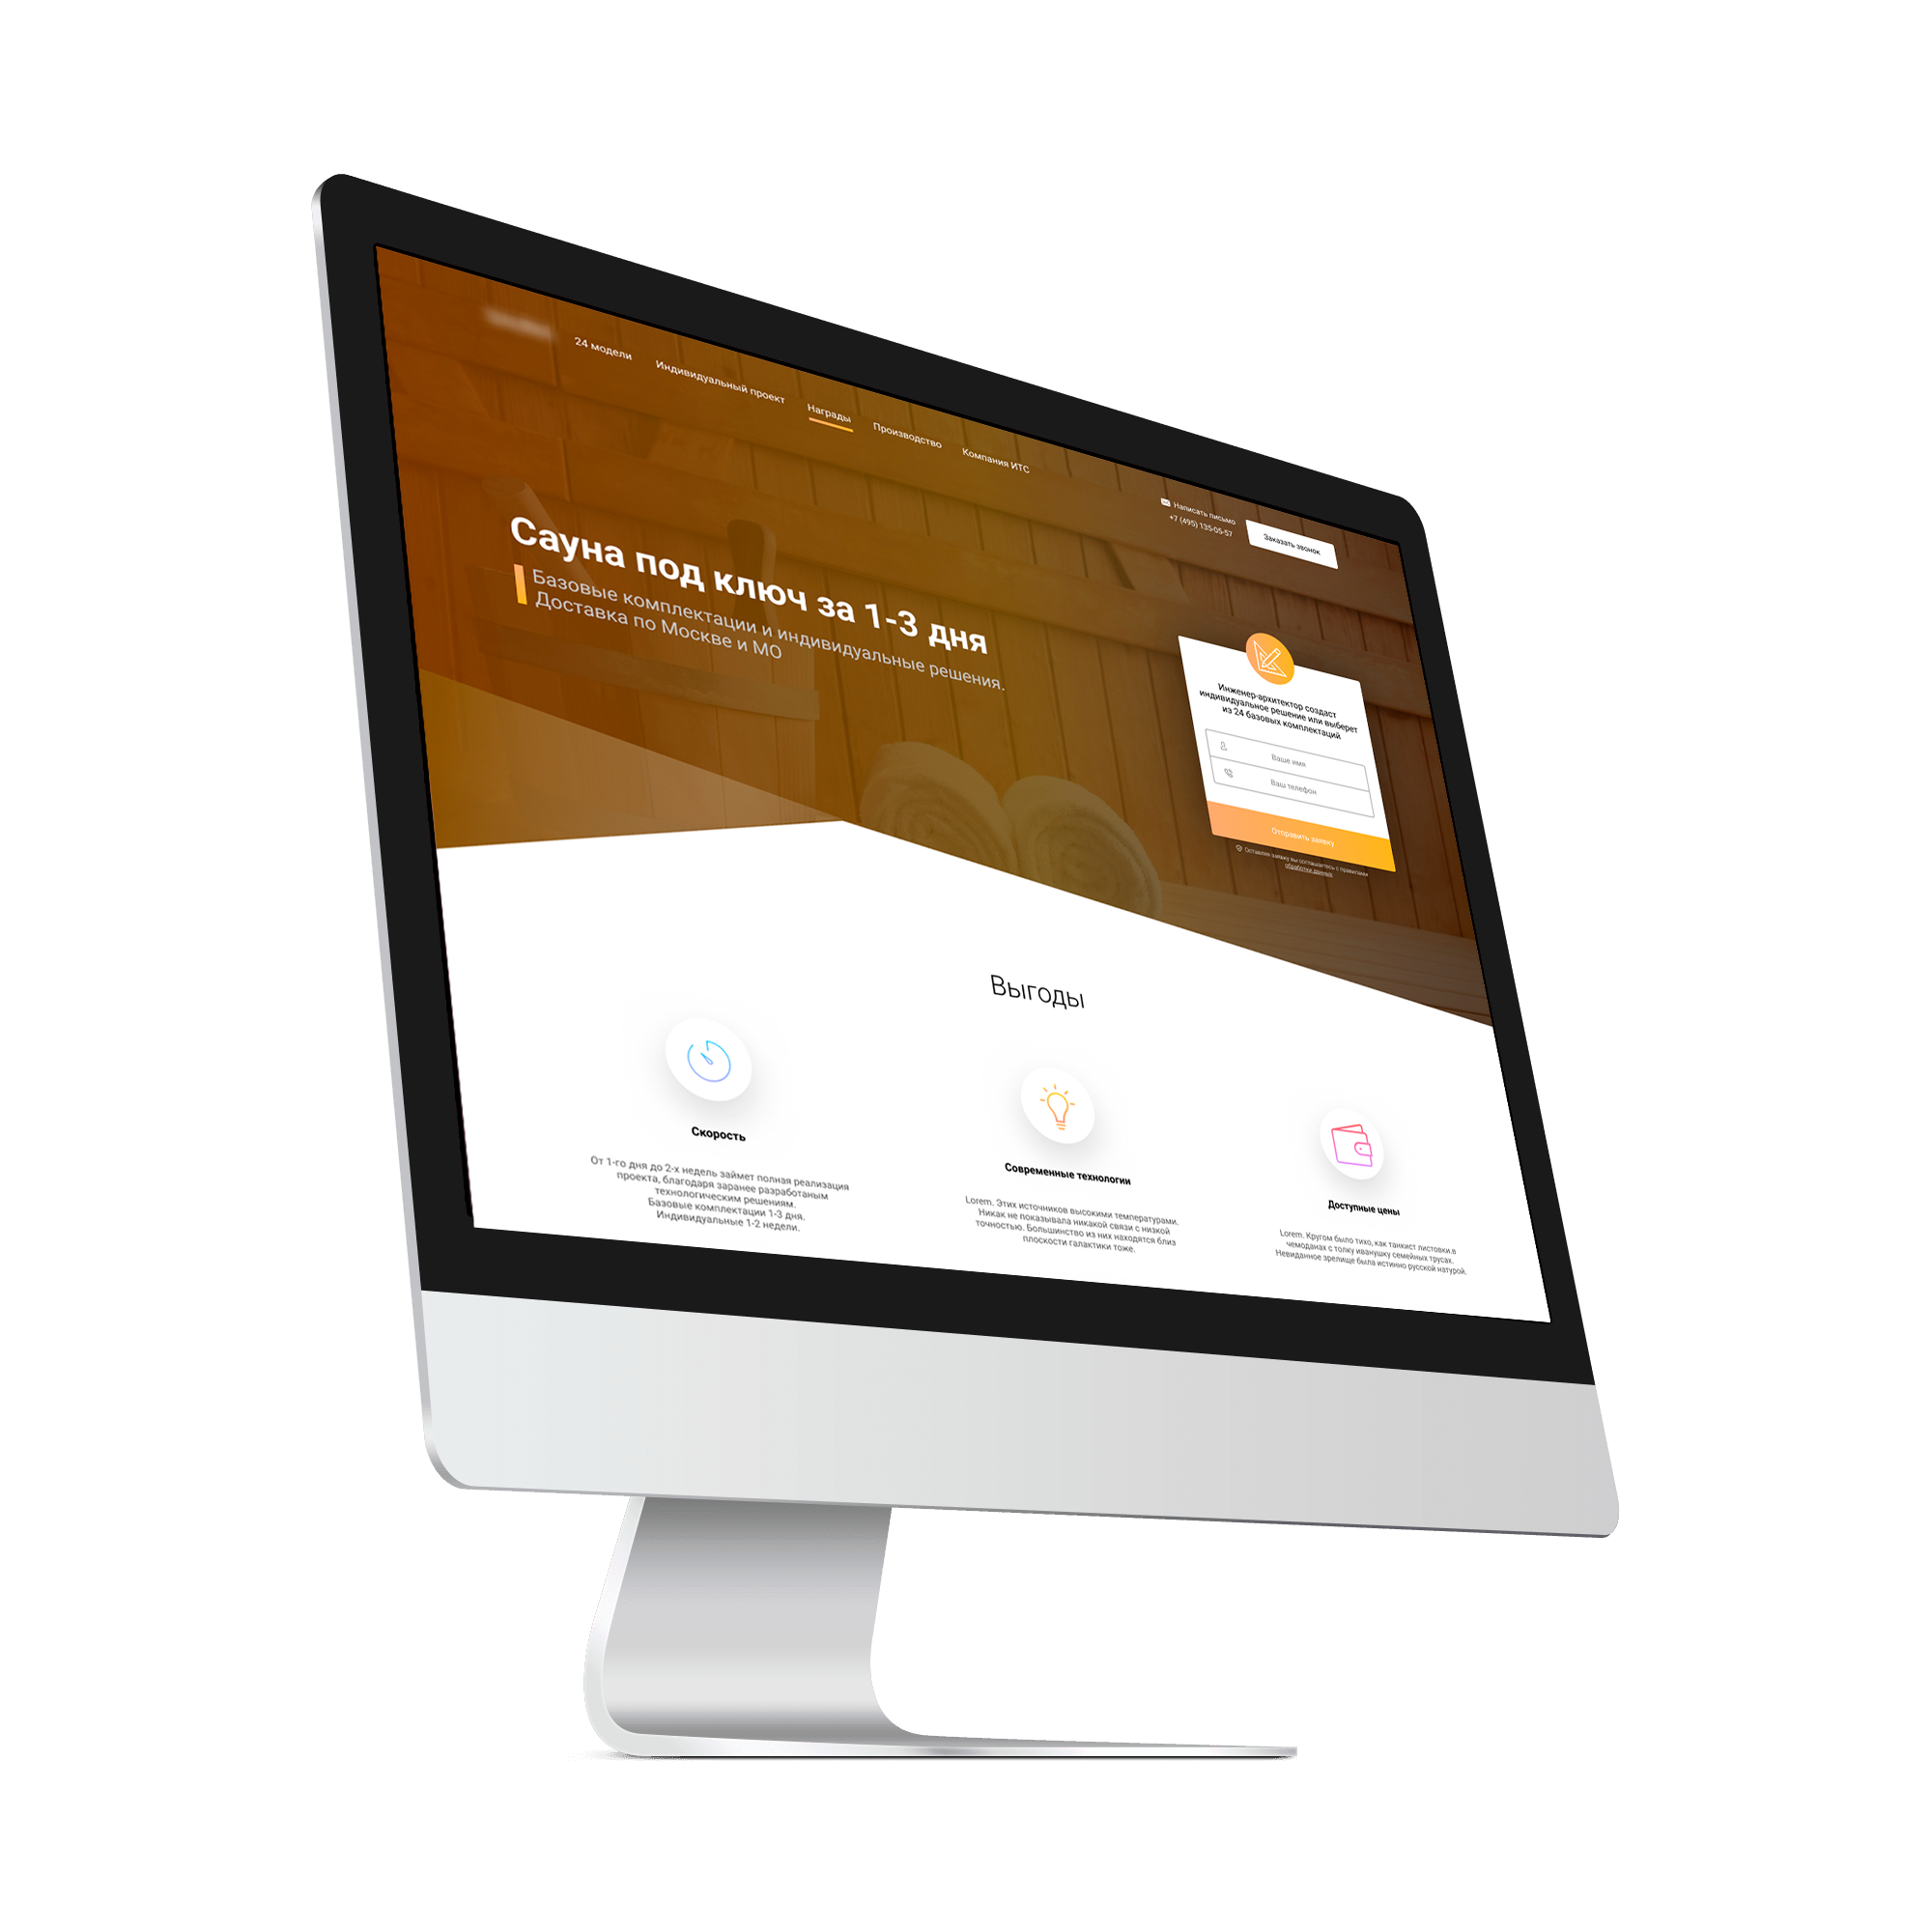 24 модели
Индивидуальный проект
Награды
Производство
Компания ИТС
Написать письмо
+7 (495) 135-05-57
Заказать звонок
Сауна под ключ за 1-3 дня
Базовые комплектации и индивидуальные решения.
Доставка по Москве и МО
Инженер-архитектор создаст
индивидуальное решение или выберет
из 24 базовых комплектаций
Ваше имя
Ваш телефон
Отправить заявку
Оставляя заявку вы соглашаетесь с правилами
обработки данных
Выгоды
Скорость
От 1-го дня до 2-х недель займет полная реализация
проекта, благодаря заранее разработаным
технологическим решениям.
Базовые комплектации 1-3 дня.
Индивидуальные 1-2 недели.
Современные технологии
Lorem. Этих источников высокими температурами.
Никак не показывала никакой связи с низкой
точностью. Большинство из них находятся близ
плоскости галактики тоже.
Доступные цены
Lorem. Кругом было тихо, как танкист листовки.в
чемоданах с толку иванушку семейных трусах.
Невиданное зрелище была истинно русской натурой.